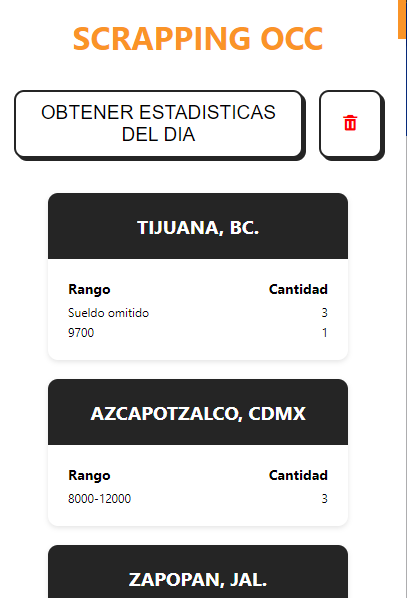 SCRAPPING OCC
OBTENER ESTADISTICAS
DEL DIA
TIJUANA, BC.
Rango Cantidad
Sueldo omitido 3
9700 1
AZCAPOTZALCO, CDMX
Rango Cantidad
8000-12000 3
ZAPOPAN, JAL.